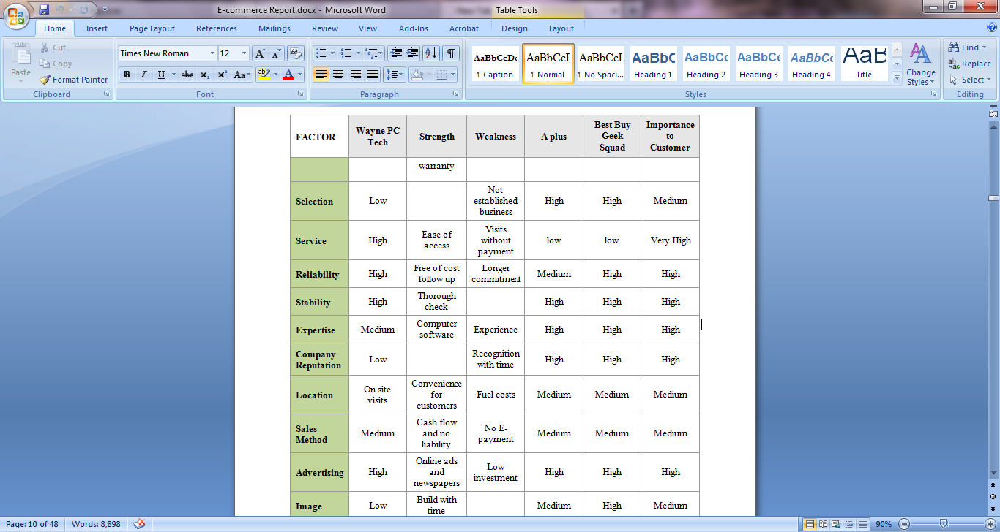 E-commerce Report.docx - Microsoft Word
Table Tools
Home Insert Page Layout References Mailings Review View Add-Ins Acrobat Design Layout
Paste
Cut
Copy
Format Painter
Clipboard
Times New Roman 12
Font
Paragraph
AaBbCcDc AaBbCcI AaBbCcI AaBbC AaBbCc AaBbCc AaBbCc AaB
¶ Caption ¶ Normal ¶ No Spaci... Heading 1 Heading 2 Heading 3 Heading 4 Title
Change
Styles
Styles
Find
Replace
Select
Editing
FACTOR
Wayne PC
Tech
Strength
Weakness
A plus
Best Buy
Geek
Squad
Importance
to
Customer
warranty
Selection
Low
Not
established
business
High
High
Medium
Service
High
Ease of
access
Visits
without
payment
low
low
Very High
Reliability
High
Free of cost
follow up
Longer
commitment
Medium
High
High
Stability
High
Thorough
check
High
High
High
Expertise
Medium
Computer
software
Experience
High
High
High
Company
Reputation
Low
Recognition
with time
High
High
High
Location
On site
visits
Convenience
for
customers
Fuel costs
Medium
Medium
Medium
Sales
Method
Medium
Cash flow
and no
liability
No E-
payment
Medium
Medium
Medium
Advertising
High
Online ads
and
newspapers
Low
investment
High
High
High
Image
Low
Build with
time
Medium
High
Medium
Page: 10 of 48 Words: 8,898 90%